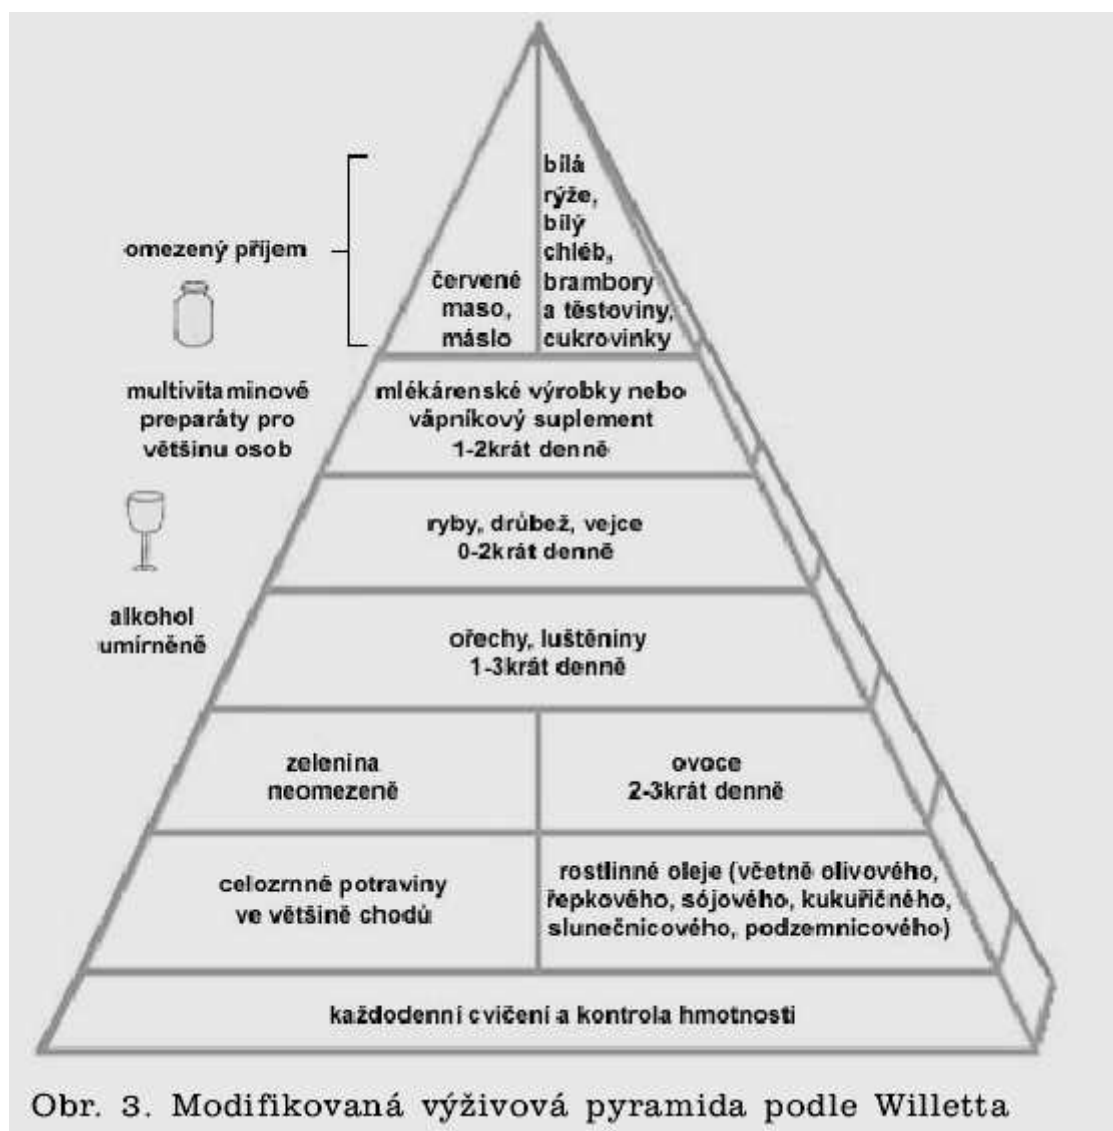 bílá
rýže,
bílý
chléb,
brambory
a těstoviny,
cukrovinky
omezený příjem
červené
maso,
máslo
multivitaminové
preparáty pro
většinu osob
mlékárenské výrobky nebo
vápníkový suplement
1-2krát denně
ryby, drůbež, vejce
0-2krát denně
alkohol
umírněně
ořechy, luštěniny
1-3krát denně
zelenina
neomezeně
ovoce
2-3krát denně
celozrnné potraviny
ve většině chodů
rostlinné oleje (včetně olivového,
řepkového, sójového, kukuřičného,
slunečnicového, podzemnicového)
každodenní cvičení a kontrola hmotnosti
Obr. 3. Modifikovaná výživová pyramida podle Willetta